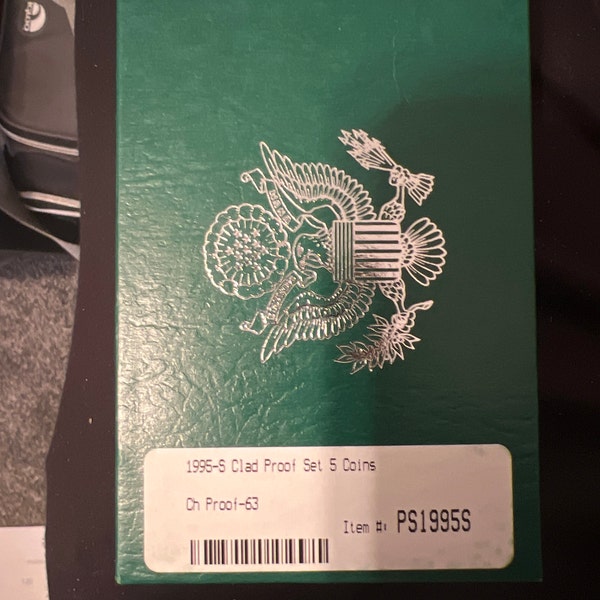 1995-S Clad Proof Set 5 Coins
Ch Proof-63
Item #: PS1995S